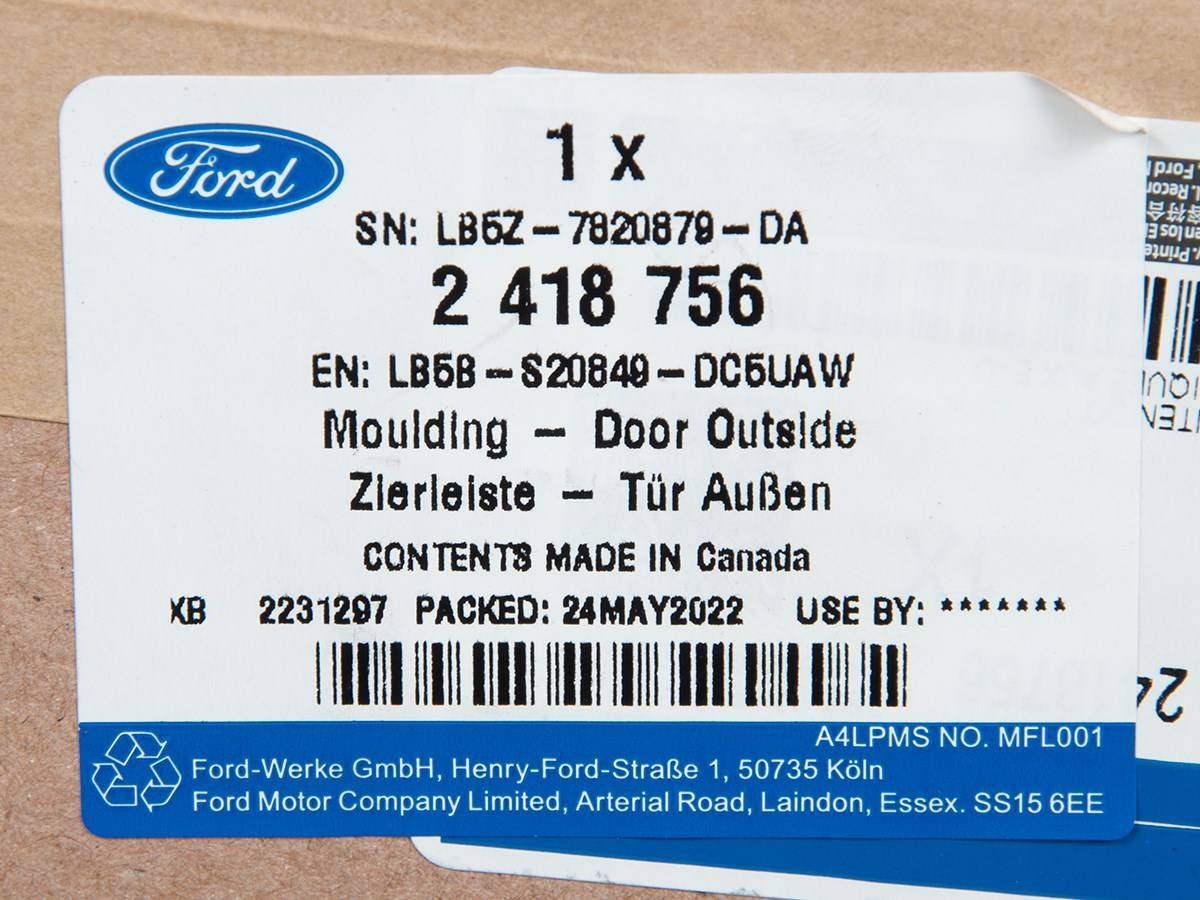 Ford
1 x
SN: LB5Z-7820879-DA
2 418 756
EN: LB5B-S20849-DC5UAW
Moulding - Door Outside
Zierleiste - Tür Außen
CONTENTS MADE IN Canada
XB 2231297 PACKED: 24MAY2022 USE BY: *******
A4LPMS NO. MFL001
Ford-Werke GmbH, Henry-Ford-Straße 1, 50735 Köln
Ford Motor Company Limited, Arterial Road, Laindon, Essex. SS15 6EE